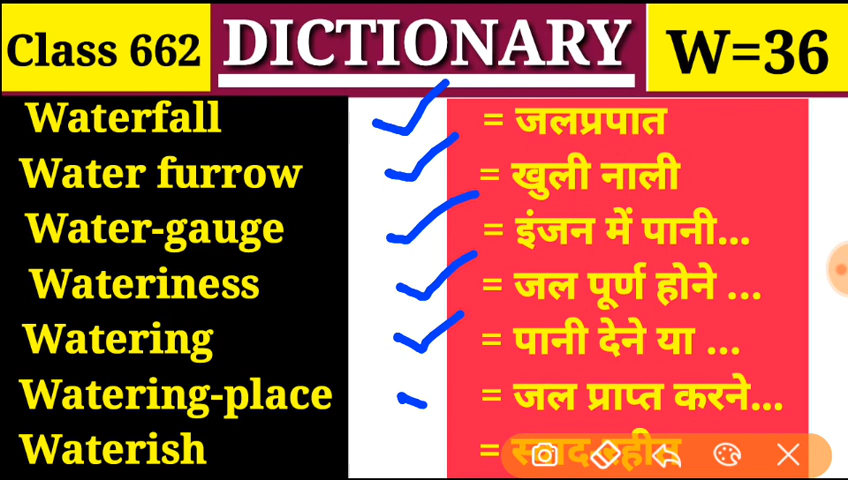 Class 662 DICTIONARY W=36
Waterfall = जलप्रपात
Water furrow = खुली नाली
Water-gauge = इंजन में पानी...
Wateriness = जल पूर्ण होने ...
Watering = पानी देने या ...
Watering-place = जल प्राप्त करने...
Waterish =